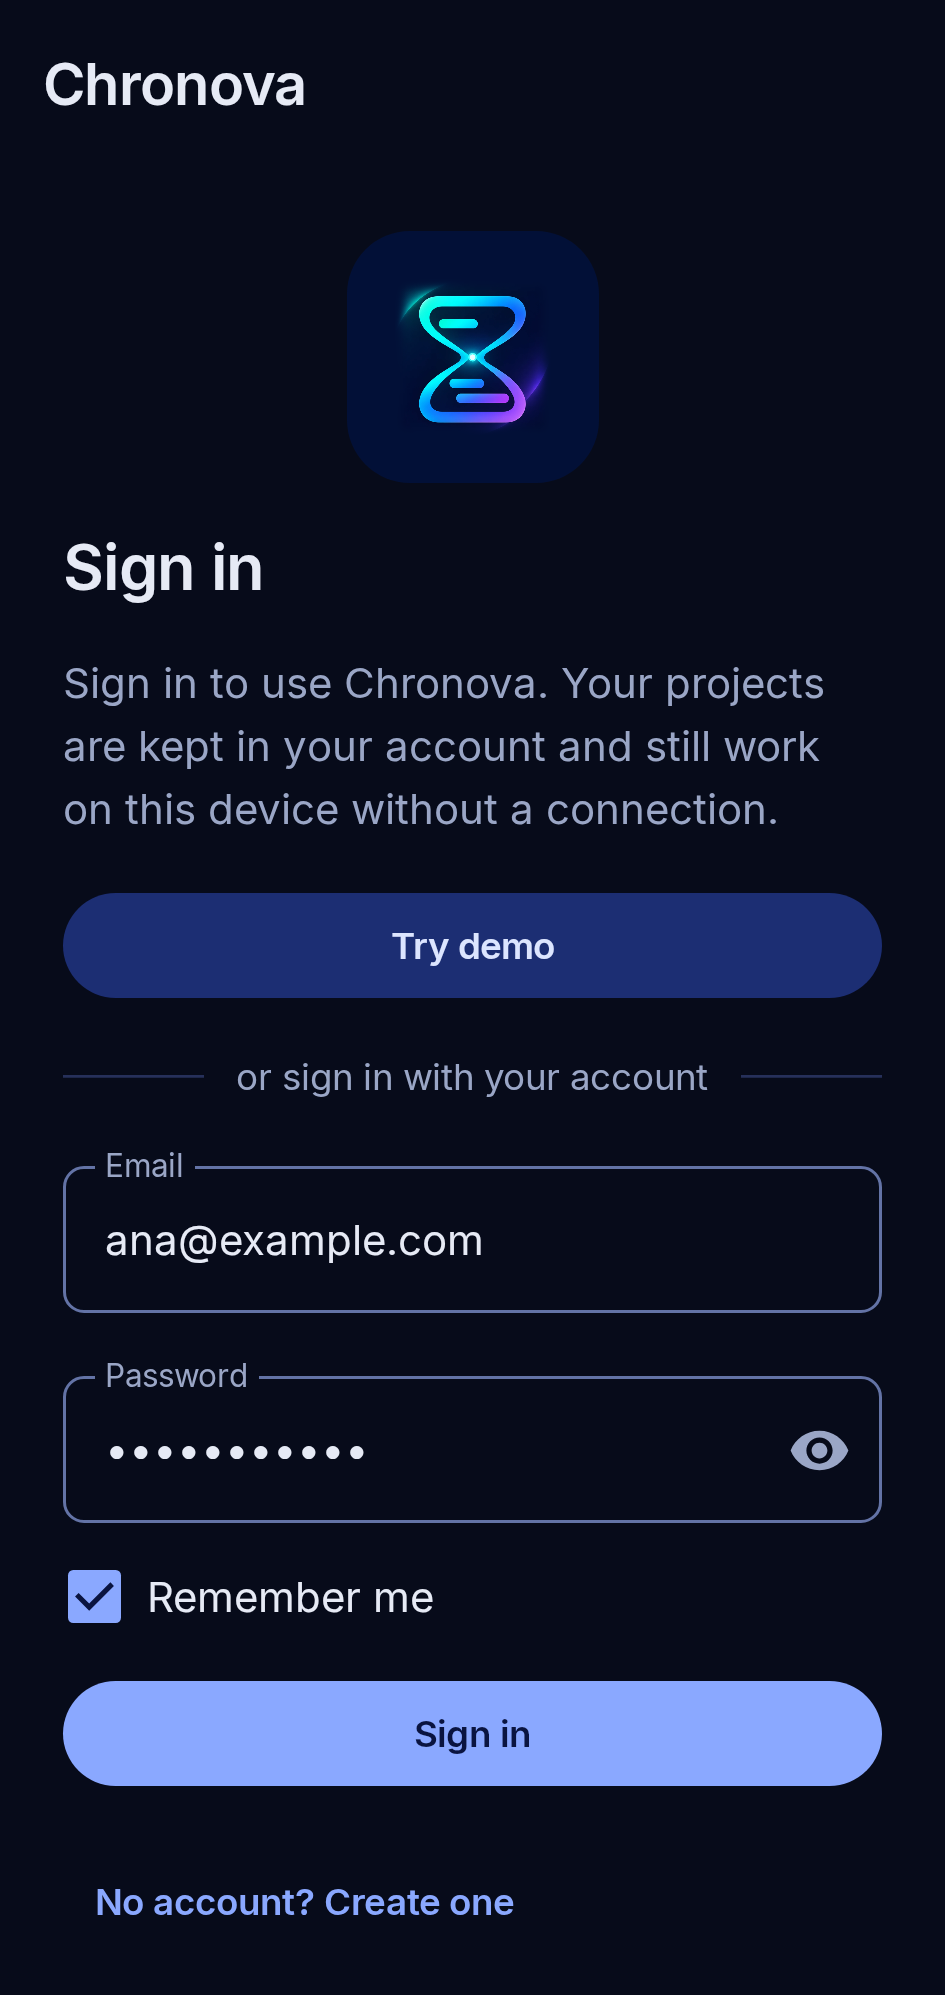 Chronova
Sign in
Sign in to use Chronova. Your projects
are kept in your account and still work
on this device without a connection.
Try demo
or sign in with your account
Email
ana@example.com
Password
•••••••••••
Remember me
Sign in
No account? Create one